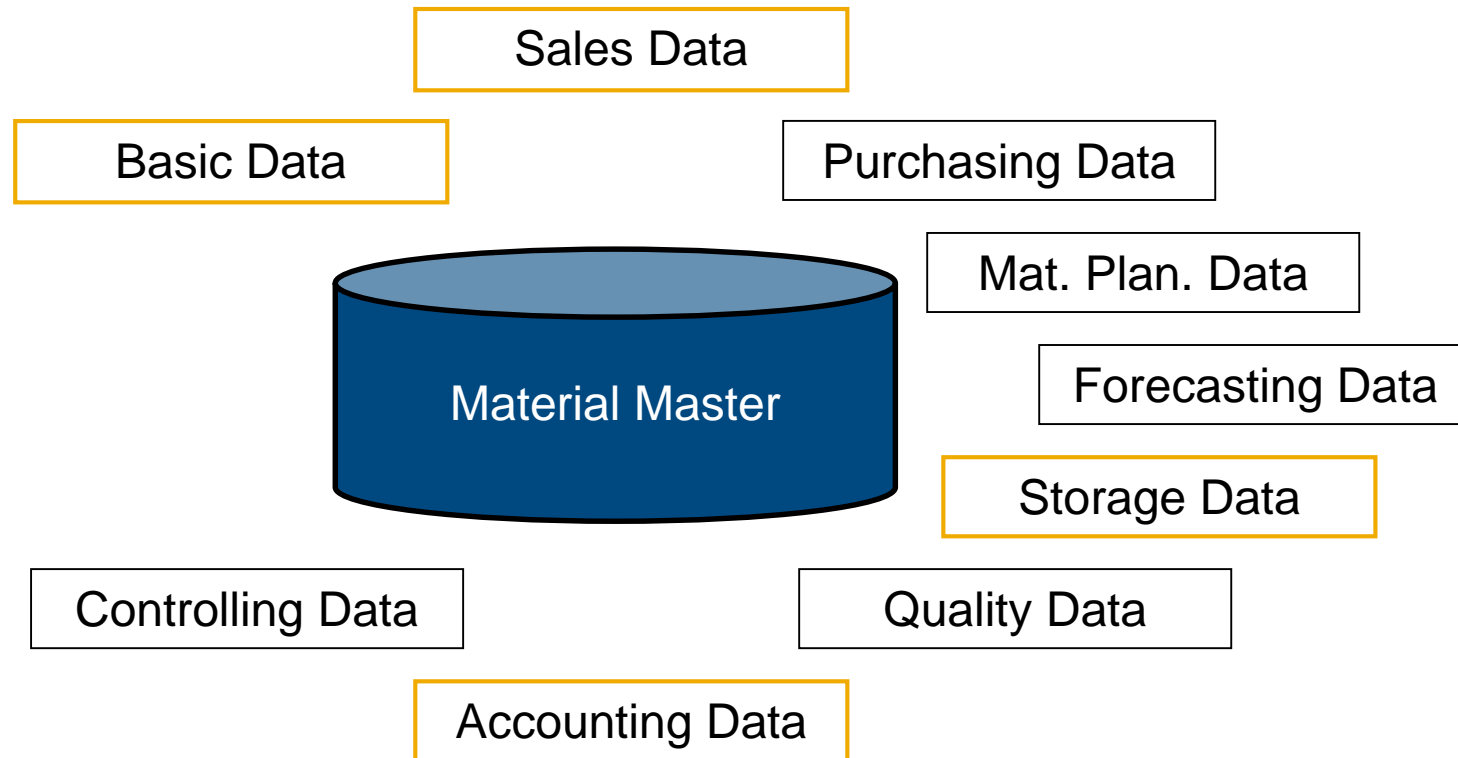 Sales Data
Basic Data
Purchasing Data
Mat. Plan. Data
Forecasting Data
Material Master
Storage Data
Controlling Data
Quality Data
Accounting Data